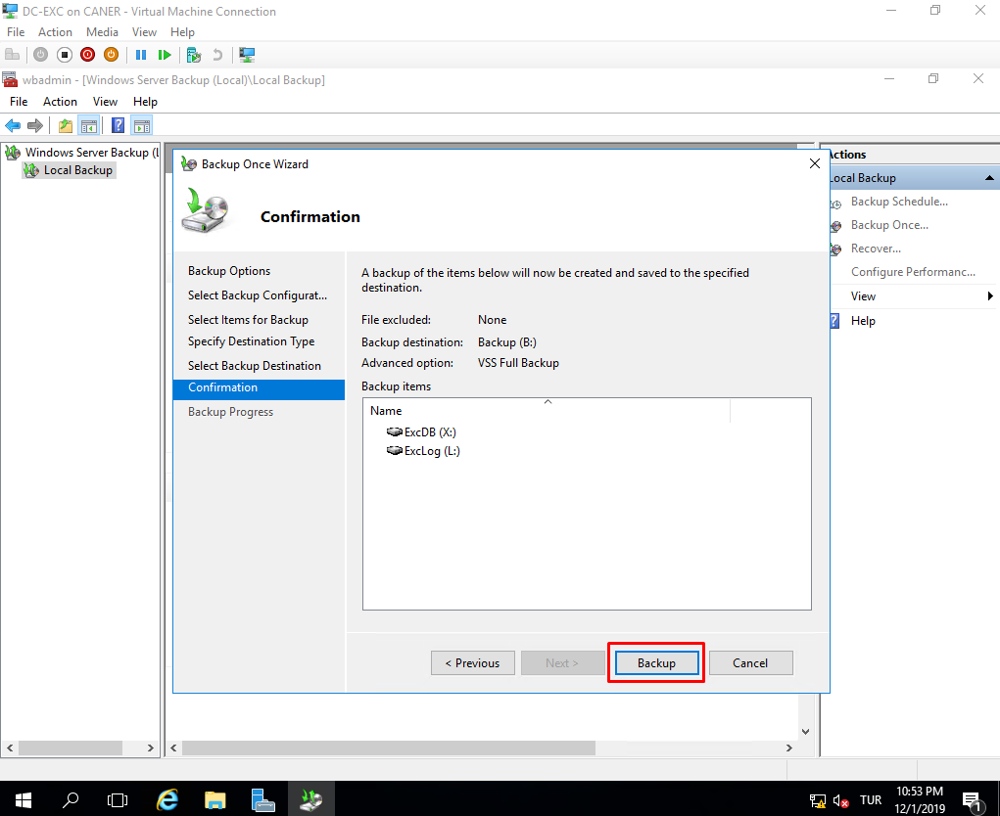 DC-EXC on CANER - Virtual Machine Connection
File Action Media View Help
wbadmin - [Windows Server Backup (Local)\Local Backup]
File Action View Help
Windows Server Backup (L
Local Backup
Backup Once Wizard
Confirmation
Backup Options
Select Backup Configurat...
Select Items for Backup
Specify Destination Type
Select Backup Destination
Confirmation
Backup Progress
A backup of the items below will now be created and saved to the specified
destination.
File excluded: None
Backup destination: Backup (B:)
Advanced option: VSS Full Backup
Backup items
Name
ExcDB (X:)
ExcLog (L:)
< Previous
Next >
Backup
Cancel
Actions
Local Backup
Backup Schedule...
Backup Once...
Recover...
Configure Performanc...
View
Help
TUR
10:53 PM
12/1/2019
1